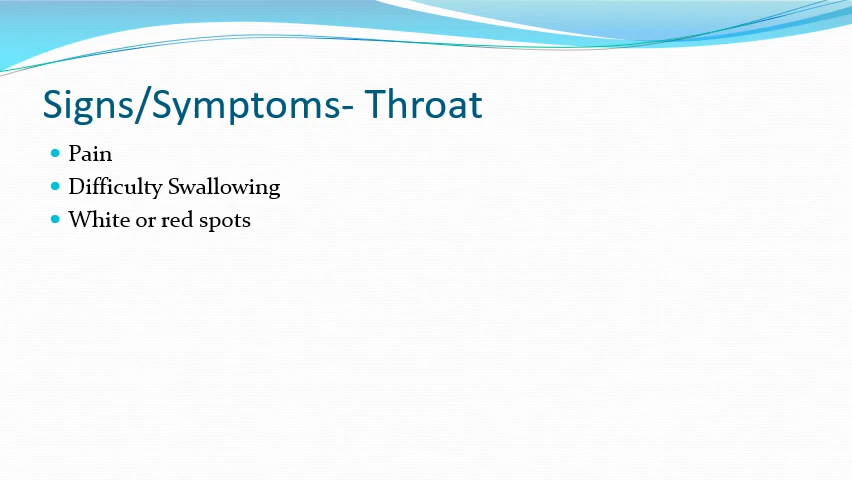 Signs/Symptoms- Throat
Pain
Difficulty Swallowing
White or red spots